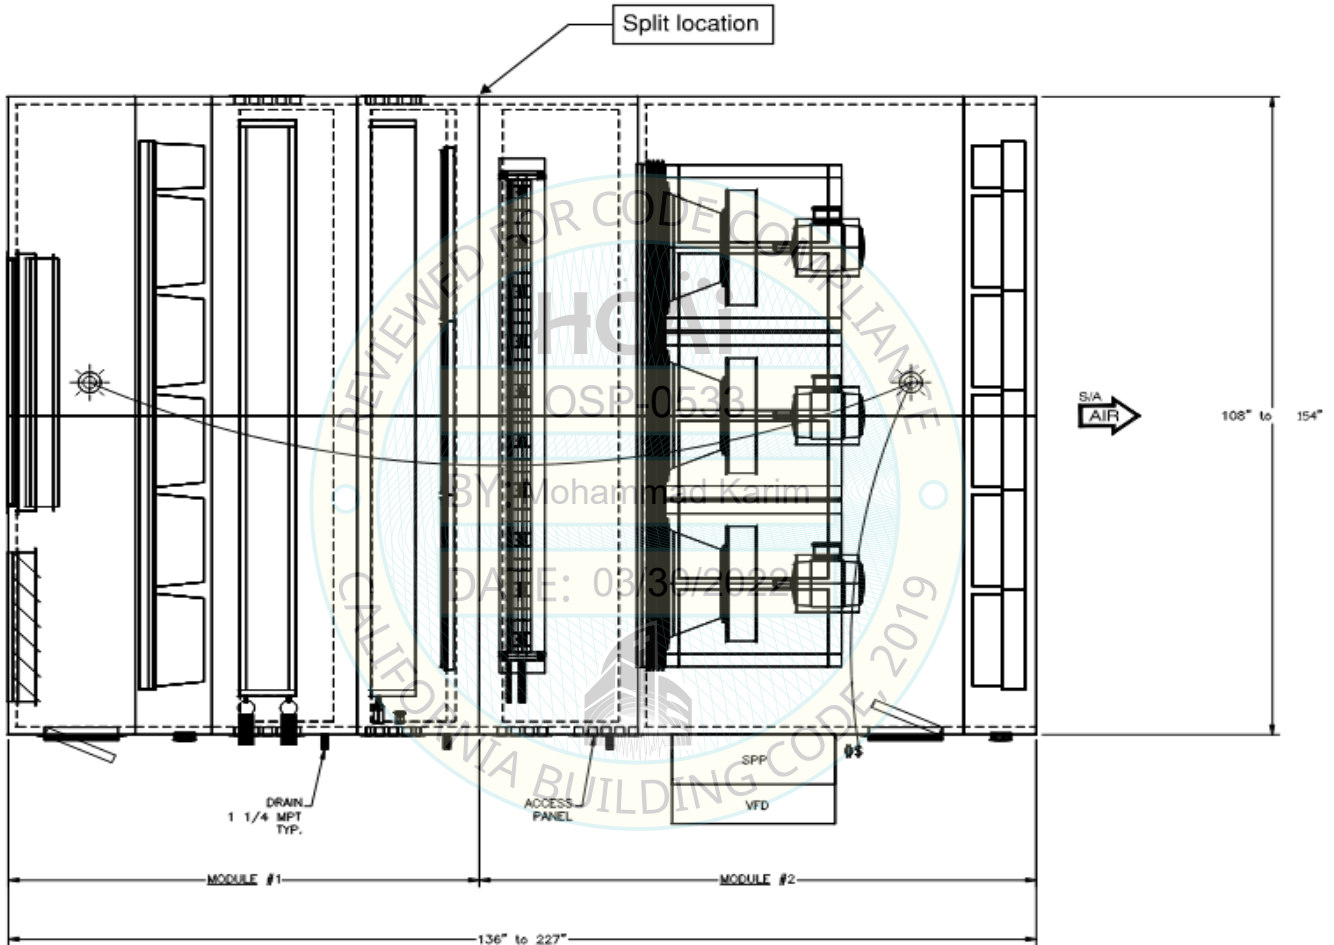 Split location
REVIEWED FOR CODE COMPLIANCE
HCAi
OSP-0533
S/A
AIR
108" to 154"
BY: Mohammad Karim
DATE: 03/30/2022
CALIFORNIA BUILDING CODE, 2019
SPP
VFD
DRAIN
1 1/4 MPT
TYP.
ACCESS
PANEL
MODULE #1
MODULE #2
136" to 227"